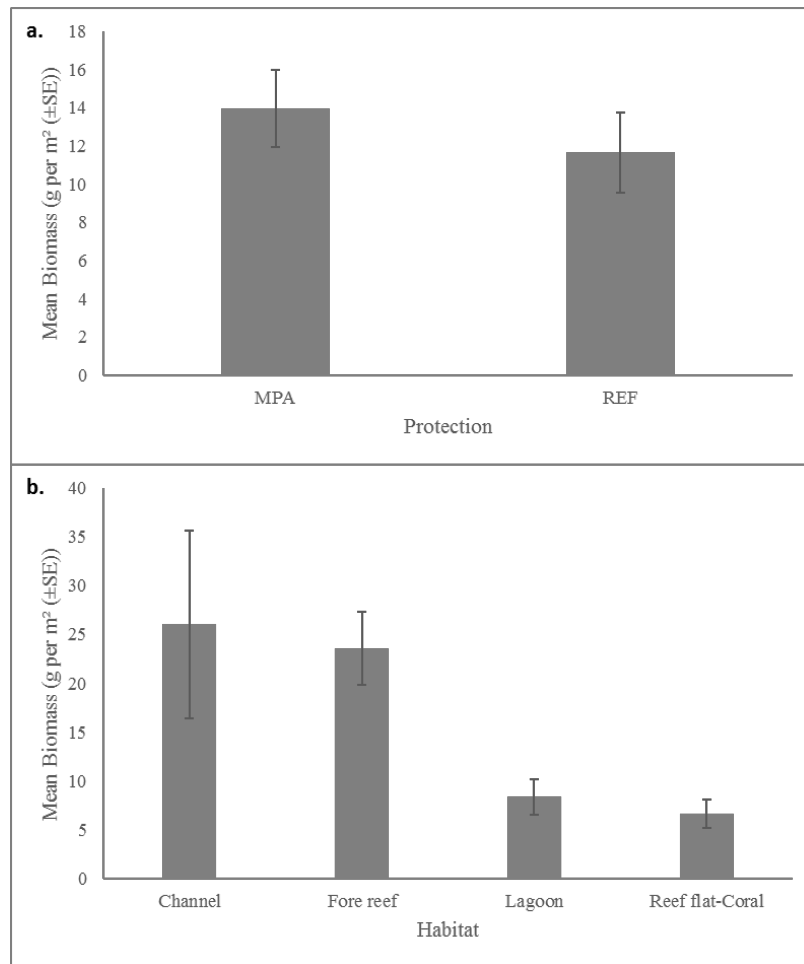 a.
Mean Biomass (g per m² (±SE))
18
16
14
12
10
8
6
4
2
0
MPA REF
Protection
b.
Mean Biomass (g per m² (±SE))
40
35
30
25
20
15
10
5
0
Channel Fore reef Lagoon Reef flat-Coral
Habitat